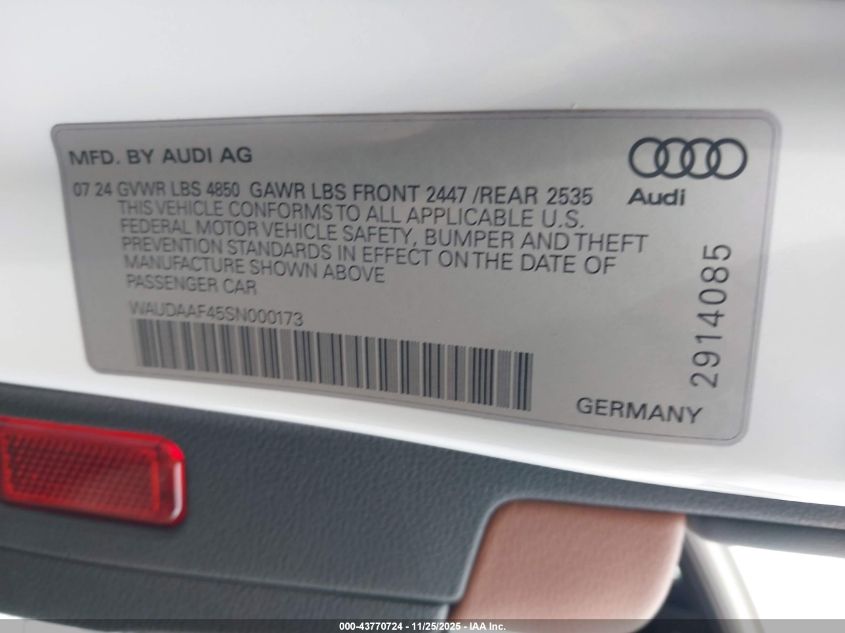 MFD. BY AUDI AG
07 24 GVWR LBS 4850 GAWR LBS FRONT 2447 /REAR 2535
THIS VEHICLE CONFORMS TO ALL APPLICABLE U.S.
FEDERAL MOTOR VEHICLE SAFETY, BUMPER AND THEFT
PREVENTION STANDARDS IN EFFECT ON THE DATE OF
MANUFACTURE SHOWN ABOVE
PASSENGER CAR
WAUDAAF45SN000173
Audi
2914085
GERMANY
000-43770724 - 11/25/2025 - IAA Inc.